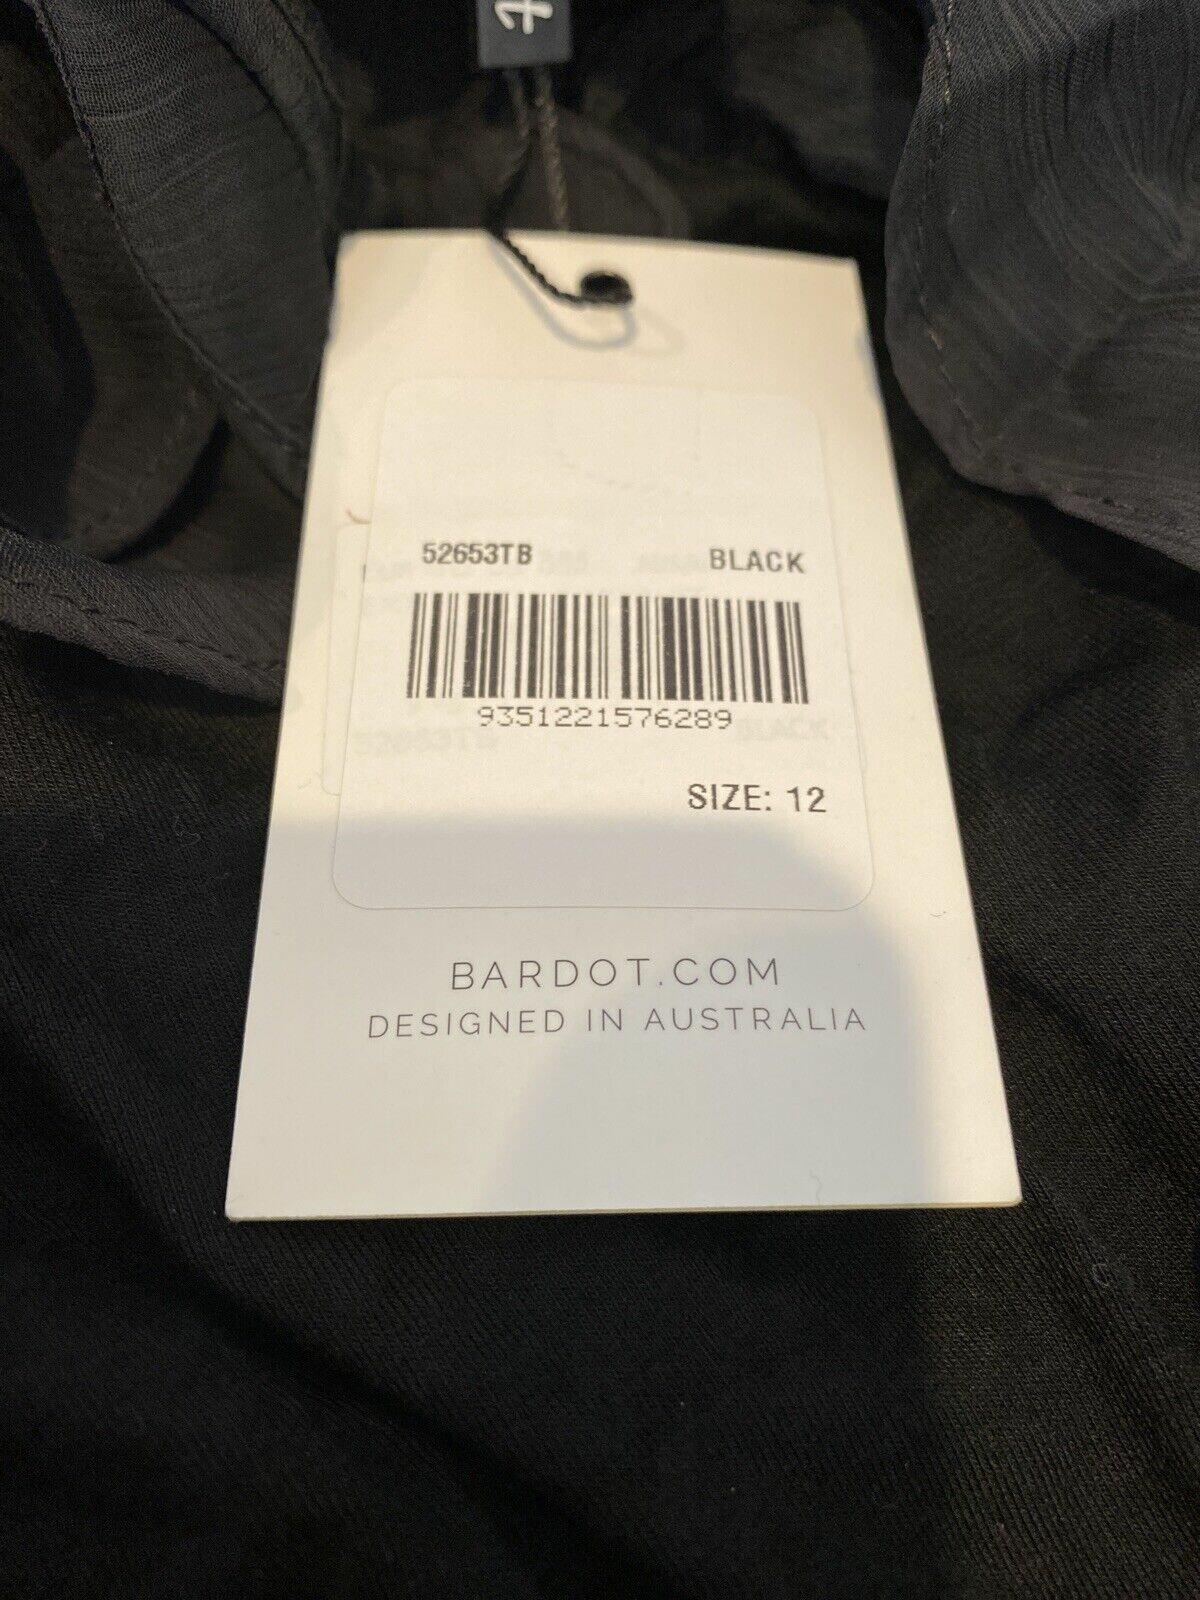 52653TB BLACK
9351221576289
SIZE: 12
BARDOT.COM
DESIGNED IN AUSTRALIA